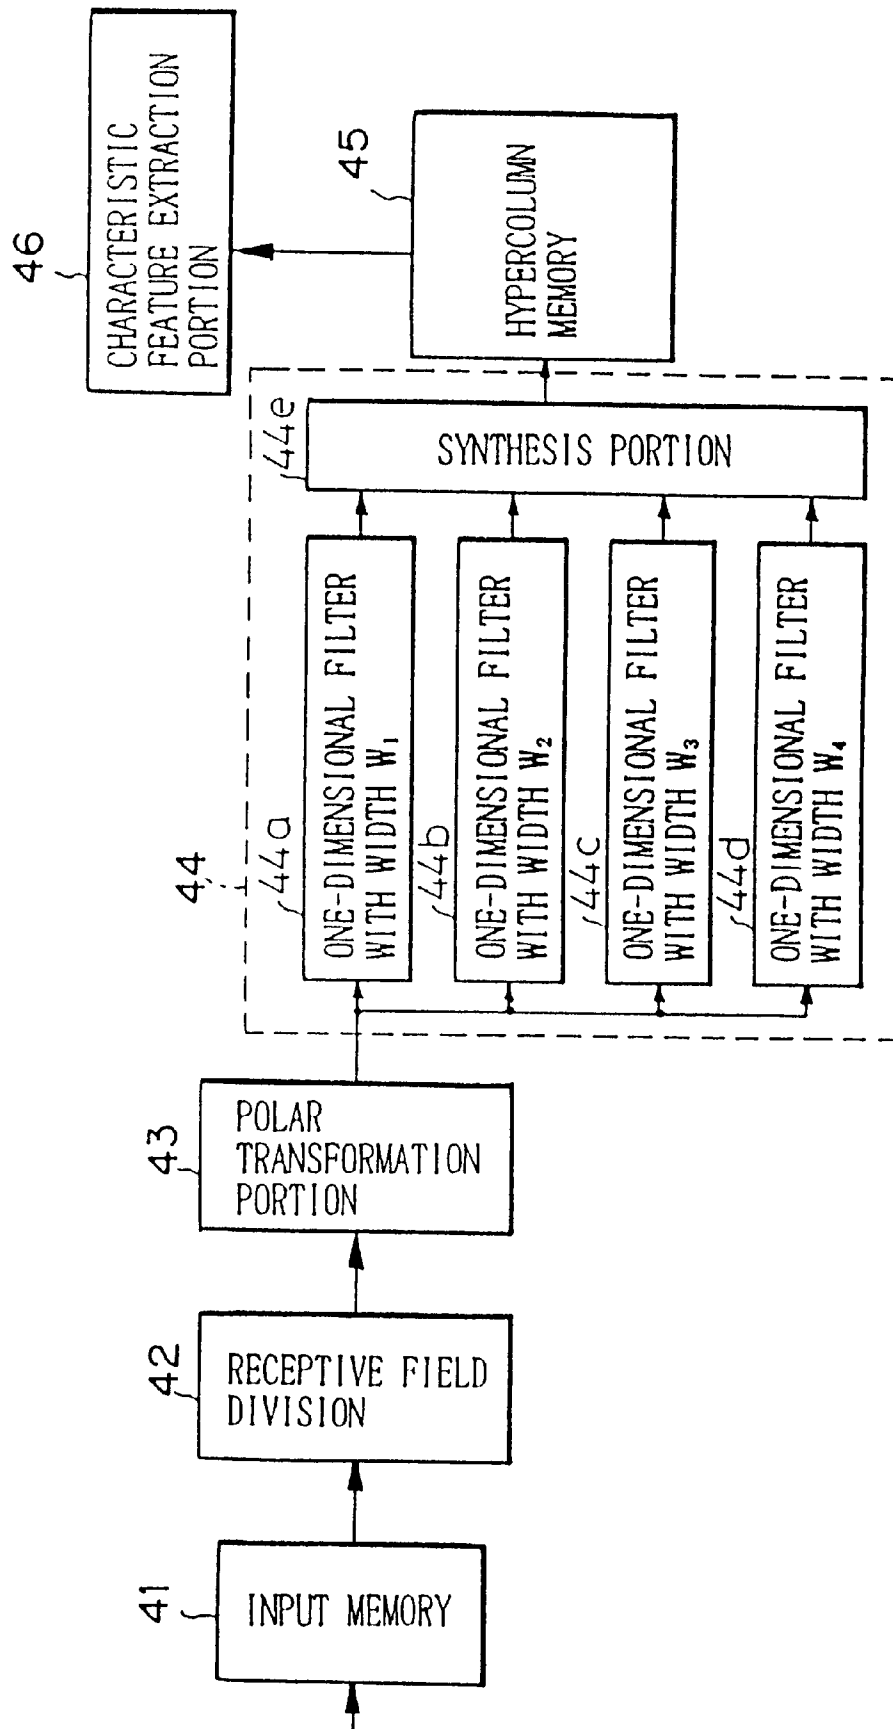 41
INPUT MEMORY
42
RECEPTIVE FIELD
DIVISION
43
POLAR
TRANSFORMATION
PORTION
44
44a
ONE-DIMENSIONAL FILTER
WITH WIDTH W₁
44b
ONE-DIMENSIONAL FILTER
WITH WIDTH W₂
44c
ONE-DIMENSIONAL FILTER
WITH WIDTH W₃
44d
ONE-DIMENSIONAL FILTER
WITH WIDTH W₄
44e
SYNTHESIS PORTION
45
HYPERCOLUMN
MEMORY
46
CHARACTERISTIC
FEATURE EXTRACTION
PORTION